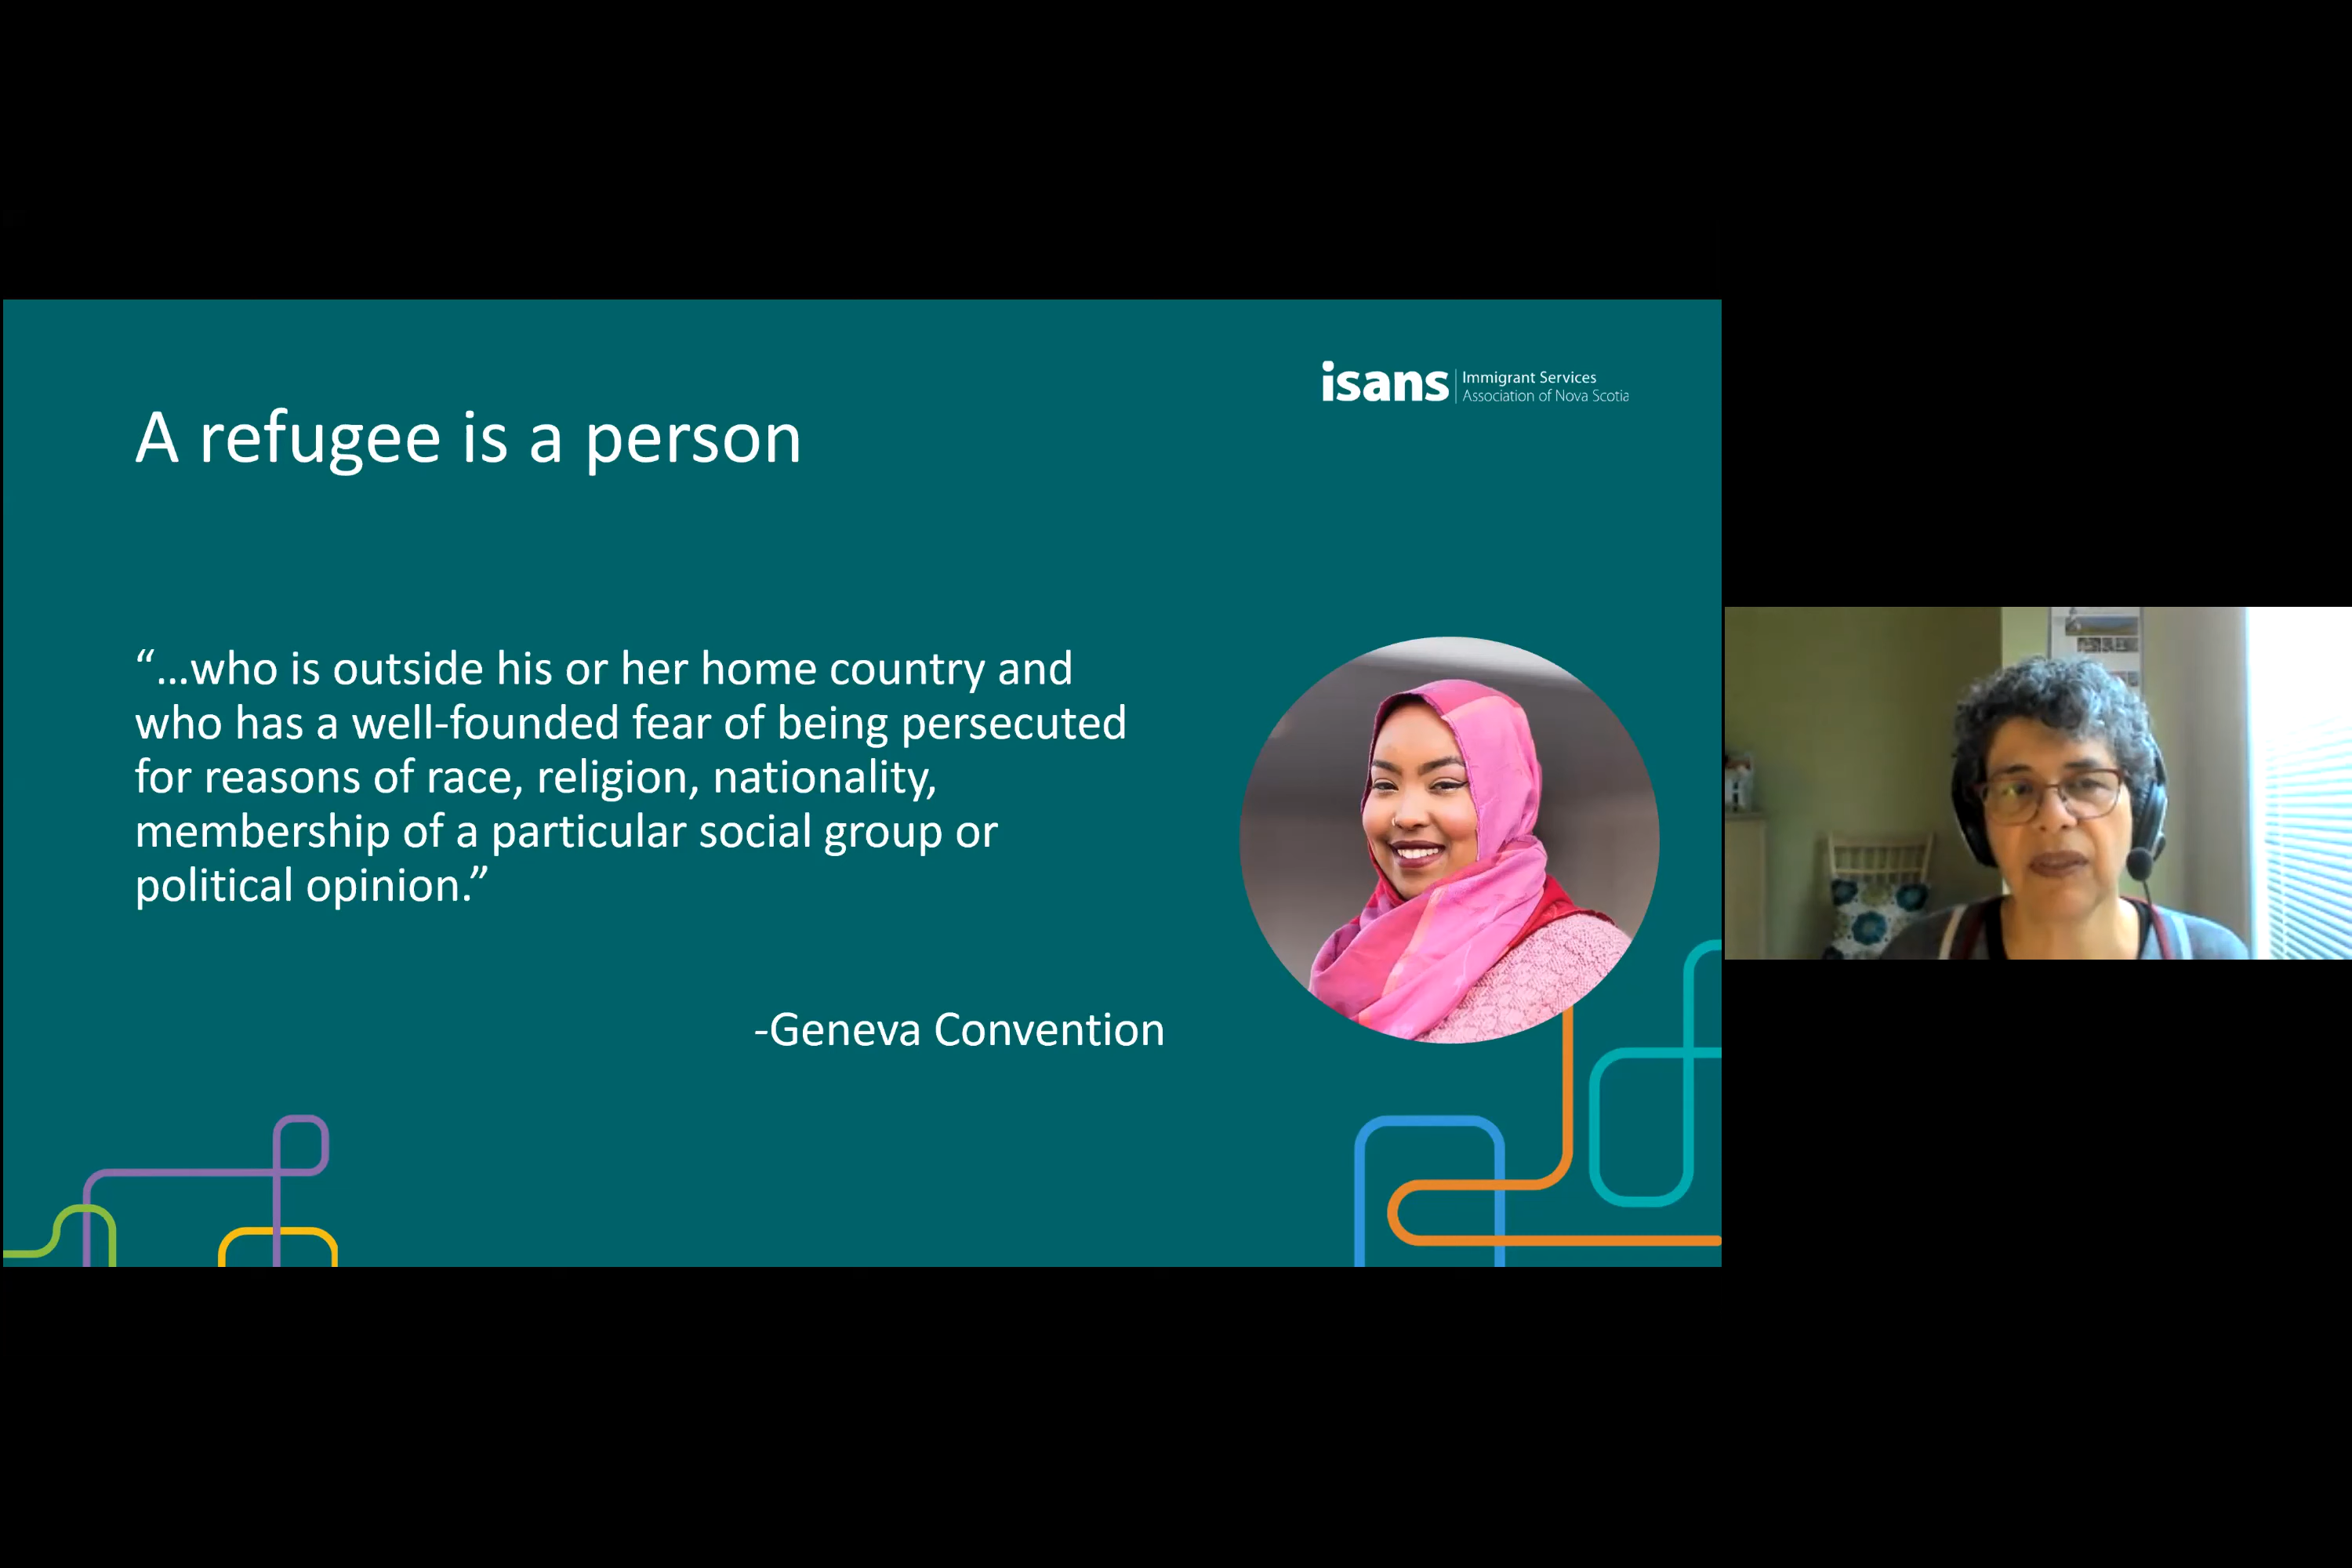 isans Immigrant Services
Association of Nova Scotia
A refugee is a person
“...who is outside his or her home country and
who has a well-founded fear of being persecuted
for reasons of race, religion, nationality,
membership of a particular social group or
political opinion.”
-Geneva Convention